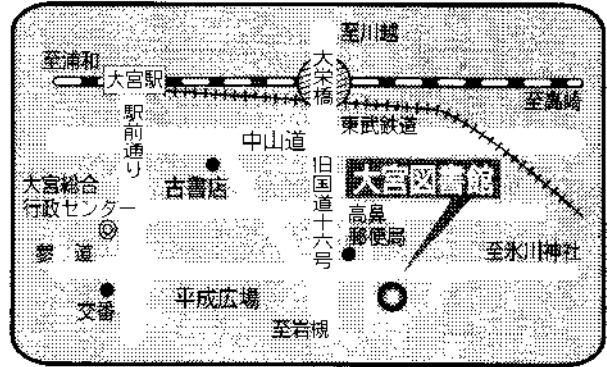 至川越
至浦和
大宮駅
大栄橋
至高崎
駅前通り
東武鉄道
中山道
旧国道十六号
大宮図書館
古書店
大宮総合
行政センター
高鼻
郵便局
参道
至氷川神社
交番
平成広場
至岩槻